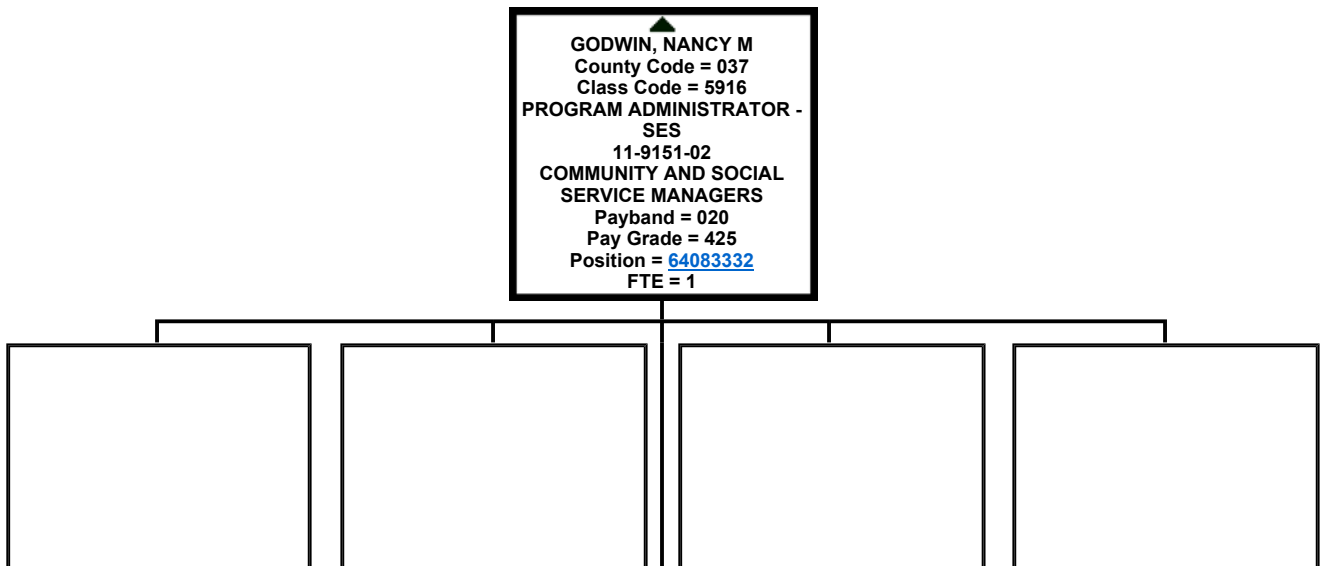 GODWIN, NANCY M
County Code = 037
Class Code = 5916
PROGRAM ADMINISTRATOR -
SES
11-9151-02
COMMUNITY AND SOCIAL
SERVICE MANAGERS
Payband = 020
Pay Grade = 425
Position = 64083332
FTE = 1